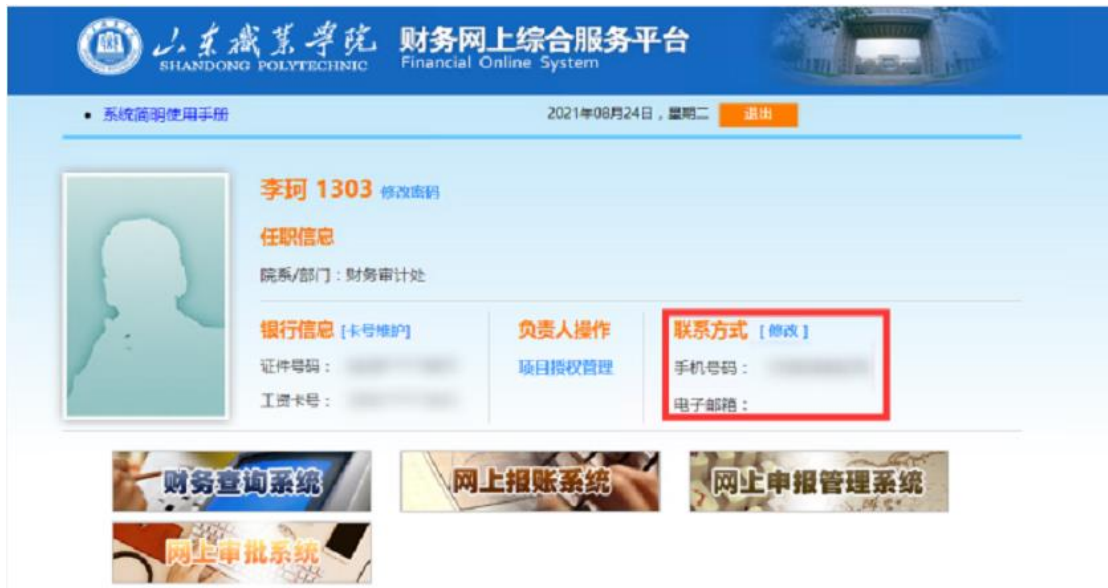 山东职业学院 财务网上综合服务平台
SHANDONG POLYTECHNIC Financial Online System
• 系统简明使用手册 2021年08月24日，星期二 退出
李珂 1303 修改密码
任职信息
院系/部门：财务审计处
银行信息 [卡号维护] 负责人操作 联系方式 [修改]
证件号码： 项目授权管理 手机号码：
工资卡号： 电子邮箱：
财务查询系统 网上报账系统 网上申报管理系统
网上审批系统